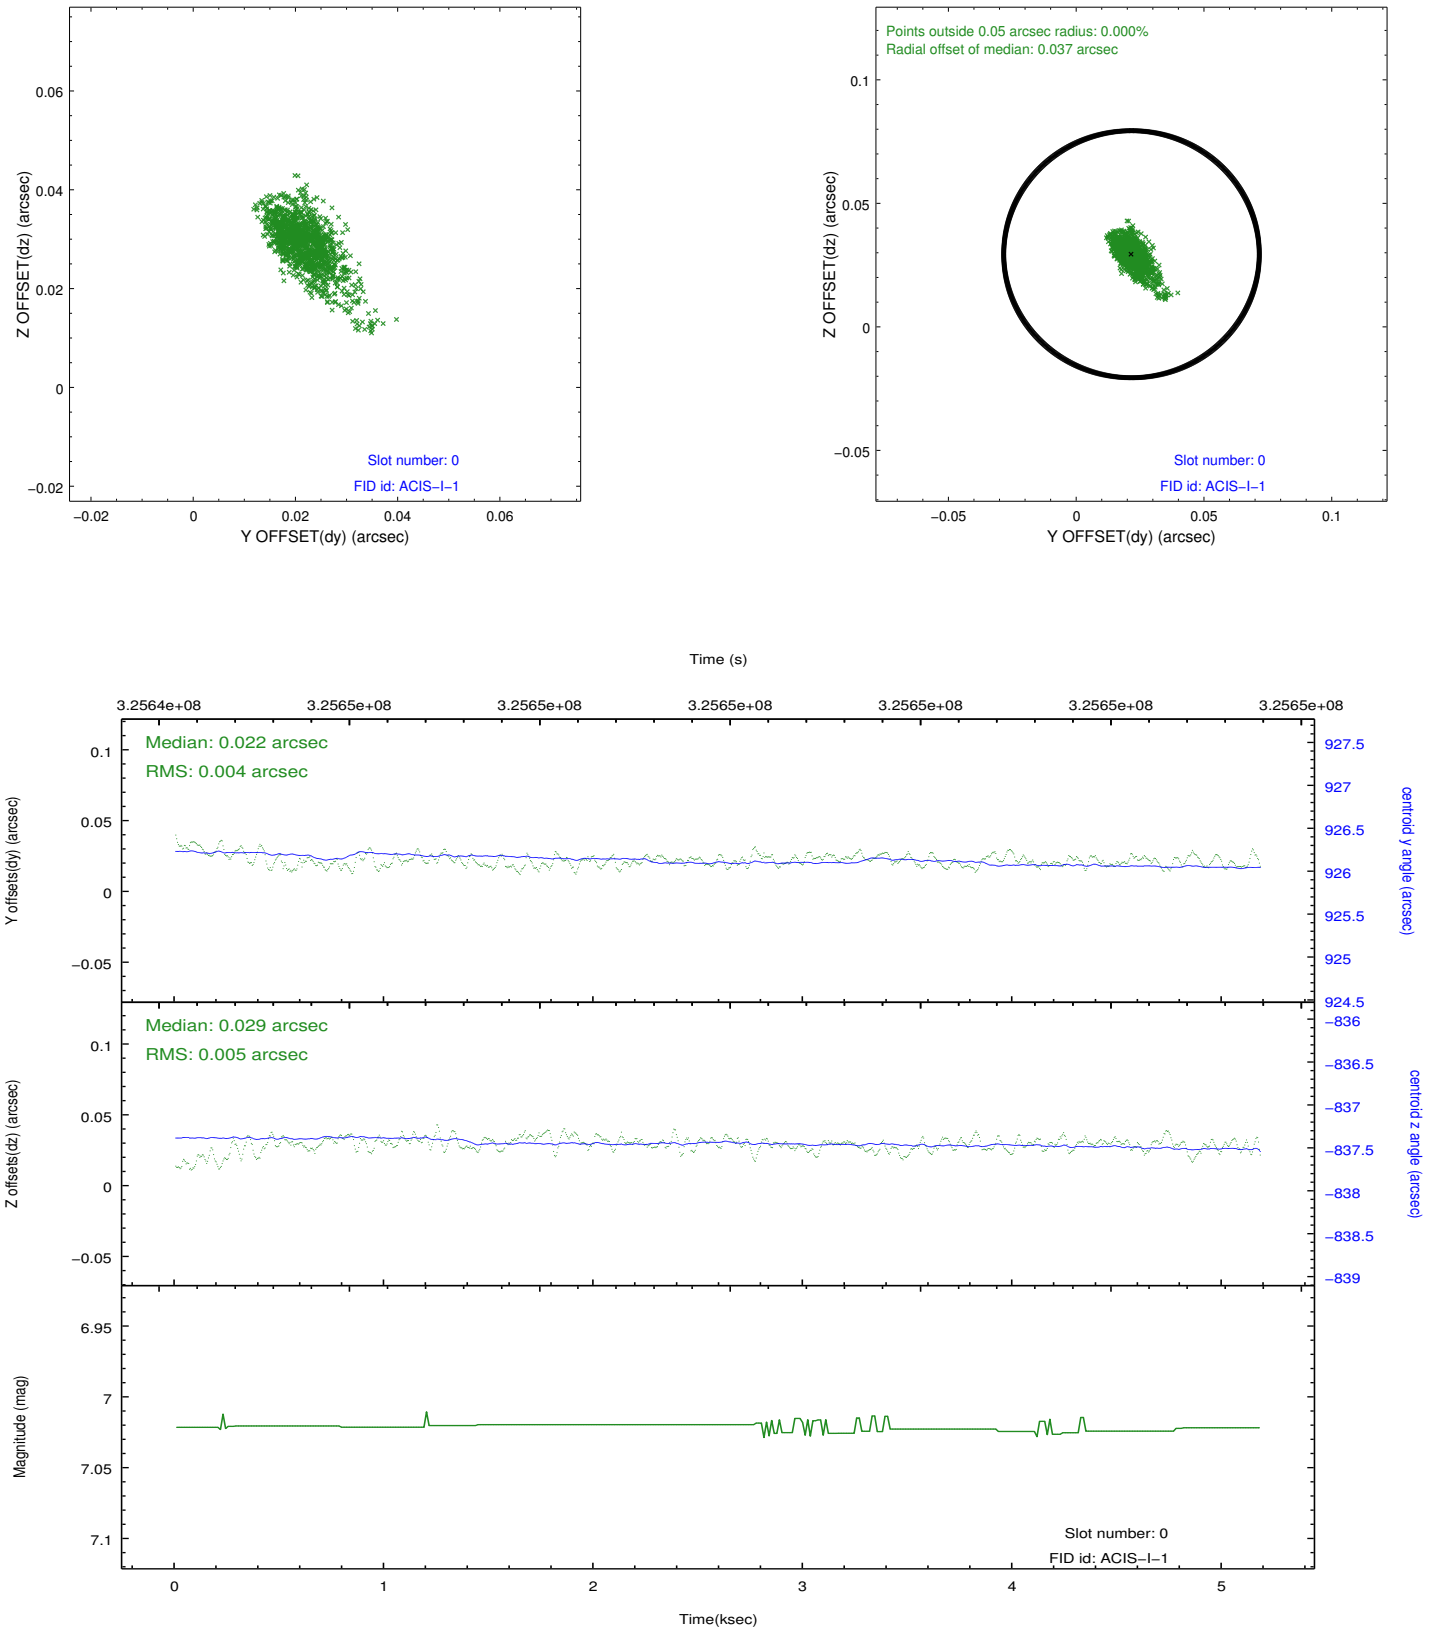 0.06
0.04
0.02
0
−0.02
Z OFFSET(dz) (arcsec)
Slot number: 0
FID id: ACIS−I−1
−0.02 0 0.02 0.04 0.06
Y OFFSET(dy) (arcsec)
Points outside 0.05 arcsec radius: 0.000%
Radial offset of median: 0.037 arcsec
0.1
0.05
0
−0.05
Z OFFSET(dz) (arcsec)
Slot number: 0
FID id: ACIS−I−1
−0.05 0 0.05 0.1
Y OFFSET(dy) (arcsec)
Time (s)
3.2564e+08 3.2565e+08 3.2565e+08 3.2565e+08 3.2565e+08 3.2565e+08 3.2565e+08
Median: 0.022 arcsec
RMS: 0.004 arcsec
0.1
0.05
0
−0.05
Y offsets(dy) (arcsec)
927.5
927
926.5
926
925.5
925
924.5
centroid y angle (arcsec)
Median: 0.029 arcsec
RMS: 0.005 arcsec
0.1
0.05
0
−0.05
Z offsets(dz) (arcsec)
−836
−836.5
−837
−837.5
−838
−838.5
−839
centroid z angle (arcsec)
6.95
7
7.05
7.1
Magnitude (mag)
Slot number: 0
FID id: ACIS−I−1
0 1 2 3 4 5
Time(ksec)